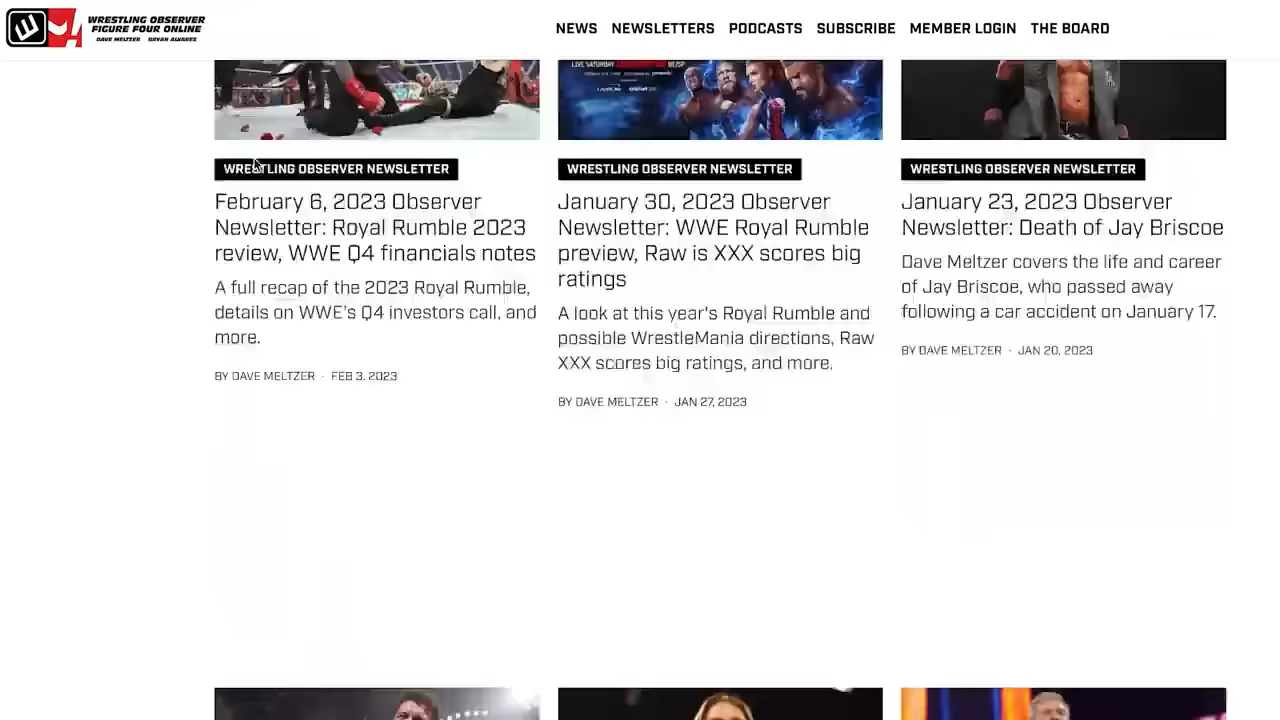 WRESTLING OBSERVER
FIGURE FOUR ONLINE
DAVE MELTZER BRYAN ALVAREZ
NEWS NEWSLETTERS PODCASTS SUBSCRIBE MEMBER LOGIN THE BOARD
LIVE SATURDAY
WRESTLING OBSERVER NEWSLETTER
February 6, 2023 Observer
Newsletter: Royal Rumble 2023
review, WWE Q4 financials notes
A full recap of the 2023 Royal Rumble,
details on WWE's Q4 investors call, and
more.
BY DAVE MELTZER · FEB 3, 2023
WRESTLING OBSERVER NEWSLETTER
January 30, 2023 Observer
Newsletter: WWE Royal Rumble
preview, Raw is XXX scores big
ratings
A look at this year's Royal Rumble and
possible WrestleMania directions, Raw
XXX scores big ratings, and more.
BY DAVE MELTZER · JAN 27, 2023
WRESTLING OBSERVER NEWSLETTER
January 23, 2023 Observer
Newsletter: Death of Jay Briscoe
Dave Meltzer covers the life and career
of Jay Briscoe, who passed away
following a car accident on January 17.
BY DAVE MELTZER · JAN 20, 2023